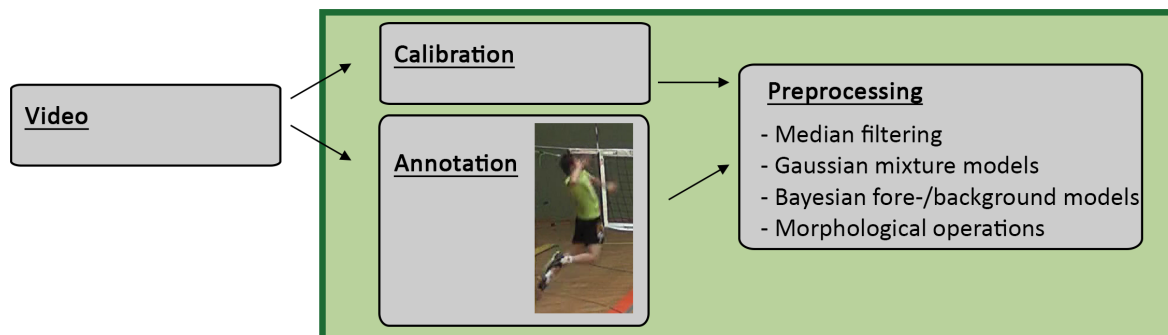 Video
Calibration
Annotation
Preprocessing
- Median filtering
- Gaussian mixture models
- Bayesian fore-/background models
- Morphological operations